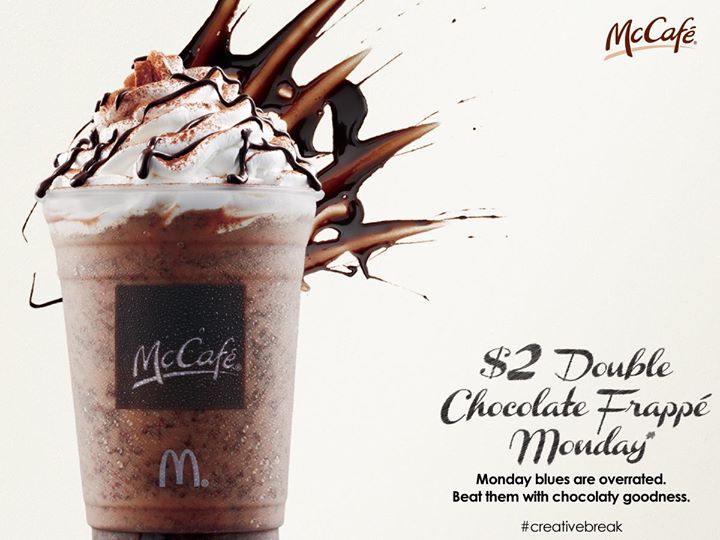 McCafé®
McCafé®
M®
$2 Double
Chocolate Frappé
Monday*
Monday blues are overrated.
Beat them with chocolaty goodness.
#creativebreak